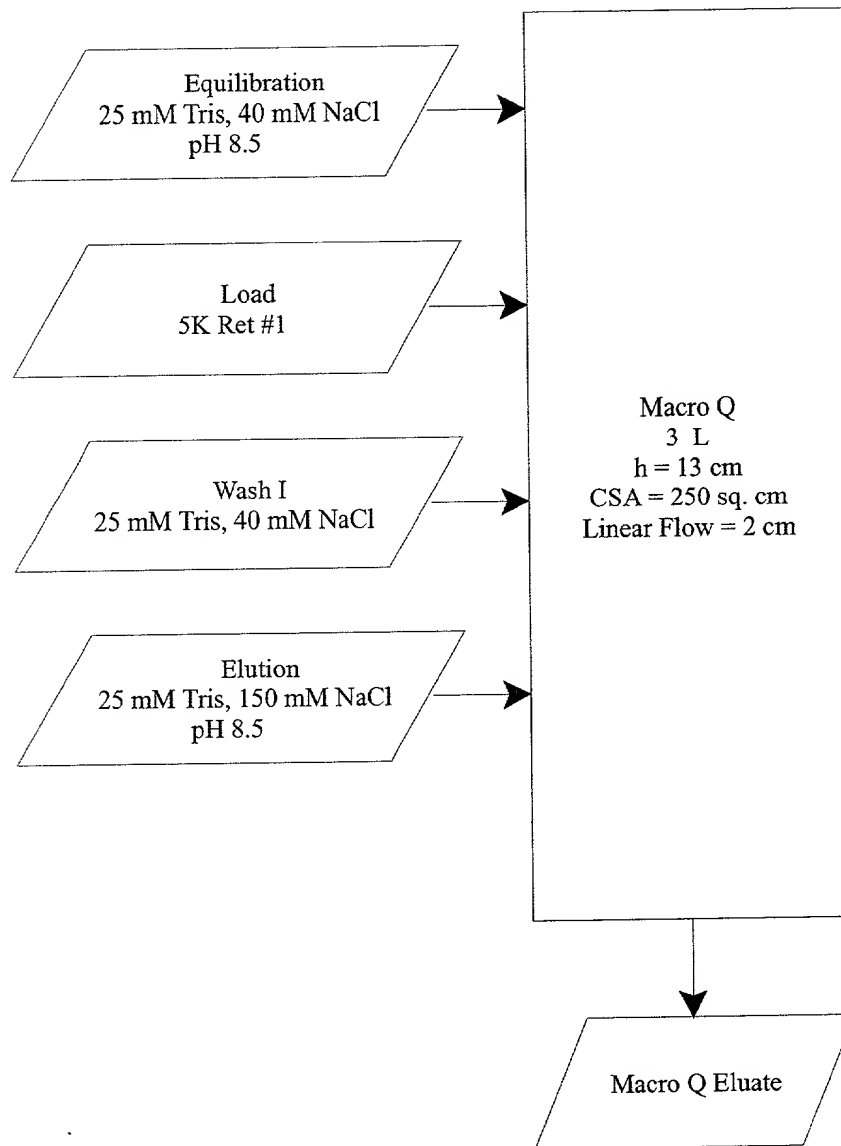 Equilibration
25 mM Tris, 40 mM NaCl
pH 8.5
Load
5K Ret #1
Wash I
25 mM Tris, 40 mM NaCl
Elution
25 mM Tris, 150 mM NaCl
pH 8.5
Macro Q
3 L
h = 13 cm
CSA = 250 sq. cm
Linear Flow = 2 cm
Macro Q Eluate